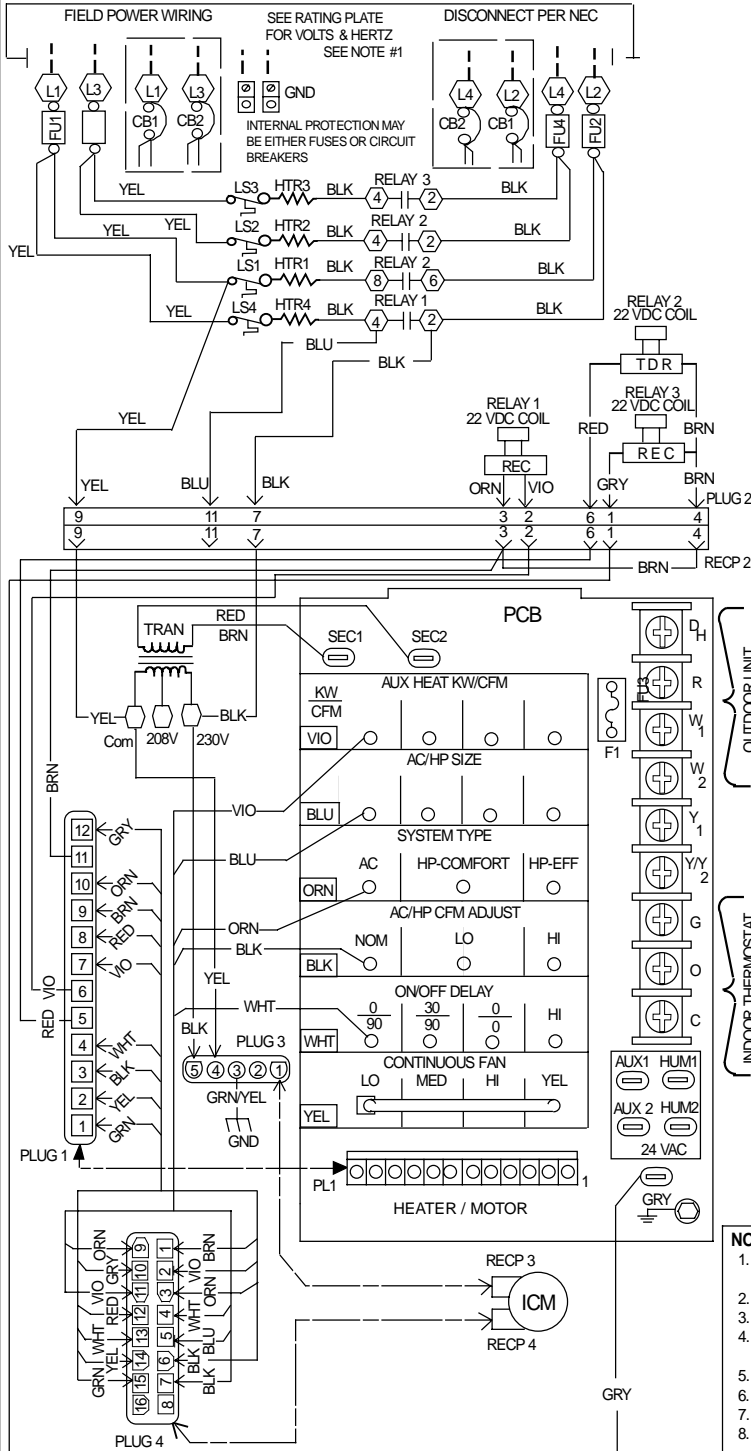 FIELD POWER WIRING
SEE RATING PLATE
FOR VOLTS & HERTZ
SEE NOTE #1
DISCONNECT PER NEC
L1 L3 L1 L3 GND L4 L2 L4 L2
FU1 CB1 CB2 CB2 CB1 FU4 FU2
INTERNAL PROTECTION MAY
BE EITHER FUSES OR CIRCUIT
BREAKERS
YEL LS3 HTR3 BLK 4 RELAY 3 2 BLK
YEL LS2 HTR2 BLK 4 RELAY 2 2
YEL YEL LS1 HTR1 BLK 8 RELAY 2 6 BLK
YEL LS4 HTR4 BLK 4 RELAY 1 2 BLK
BLU
BLK
RELAY 2
22 VDC COIL
TDR
RELAY 3
22 VDC COIL
REC
RED BRN
RELAY 1
22 VDC COIL
REC
YEL
YEL BLU BLK ORN VIO GRY BRN
PLUG 2
9 11 7 3 2 6 1 4
9 11 7 3 2 6 1 4
RECP 2
BRN
TRAN
RED
BRN
YEL BLK
Com 208V 230V
PCB
SEC1 SEC2
AUX HEAT KW/CFM
KW
CFM
VIO
AC/HP SIZE
BLU
SYSTEM TYPE
AC HP-COMFORT HP-EFF
ORN
AC/HP CFM ADJUST
NOM LO HI
BLK
ON/OFF DELAY
0 30 0 HI
90 90 0
WHT
CONTINUOUS FAN
LO MED HI YEL
YEL
FU3
F1
DH
R
W1
W2
Y1
Y/Y2
G
O
C
OUTDOOR UNIT
INDOOR THERMOSTAT
AUX1 HUM1
AUX 2 HUM2
24 VAC
GRY
PL1
1
HEATER / MOTOR
BRN
VIO
RED
VIO
BLU
ORN
BLK
YEL
WHT
BLK
12 GRY
11
10 ORN
9 BRN
8 RED
7 VIO
6
5
4 WHT
3 BLK
2 YEL
1 GRN
PLUG 1
PLUG 3
5 4 3 2 1
GRN/YEL
GND
ORN 9 1 BRN
GRY 10 2 VIO
VIO 11 3 ORN
RED 12 4 WHT
WHT 13 5 BLU
YEL 14 6 BLK
GRN 15 7 BLK
16 8
PLUG 4
RECP 3
ICM
RECP 4
GRY
1.
2.
3.
4.
5.
6.
7.
8.